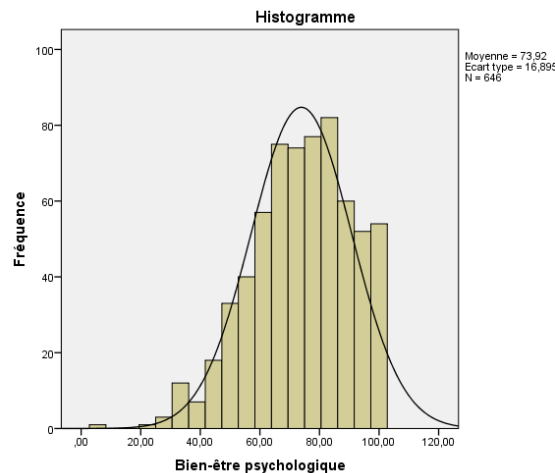 Histogramme
Moyenne = 73,92
Ecart type = 16,895
N = 646
Fréquence
100
80
60
40
20
0
,00 20,00 40,00 60,00 80,00 100,00 120,00
Bien-être psychologique